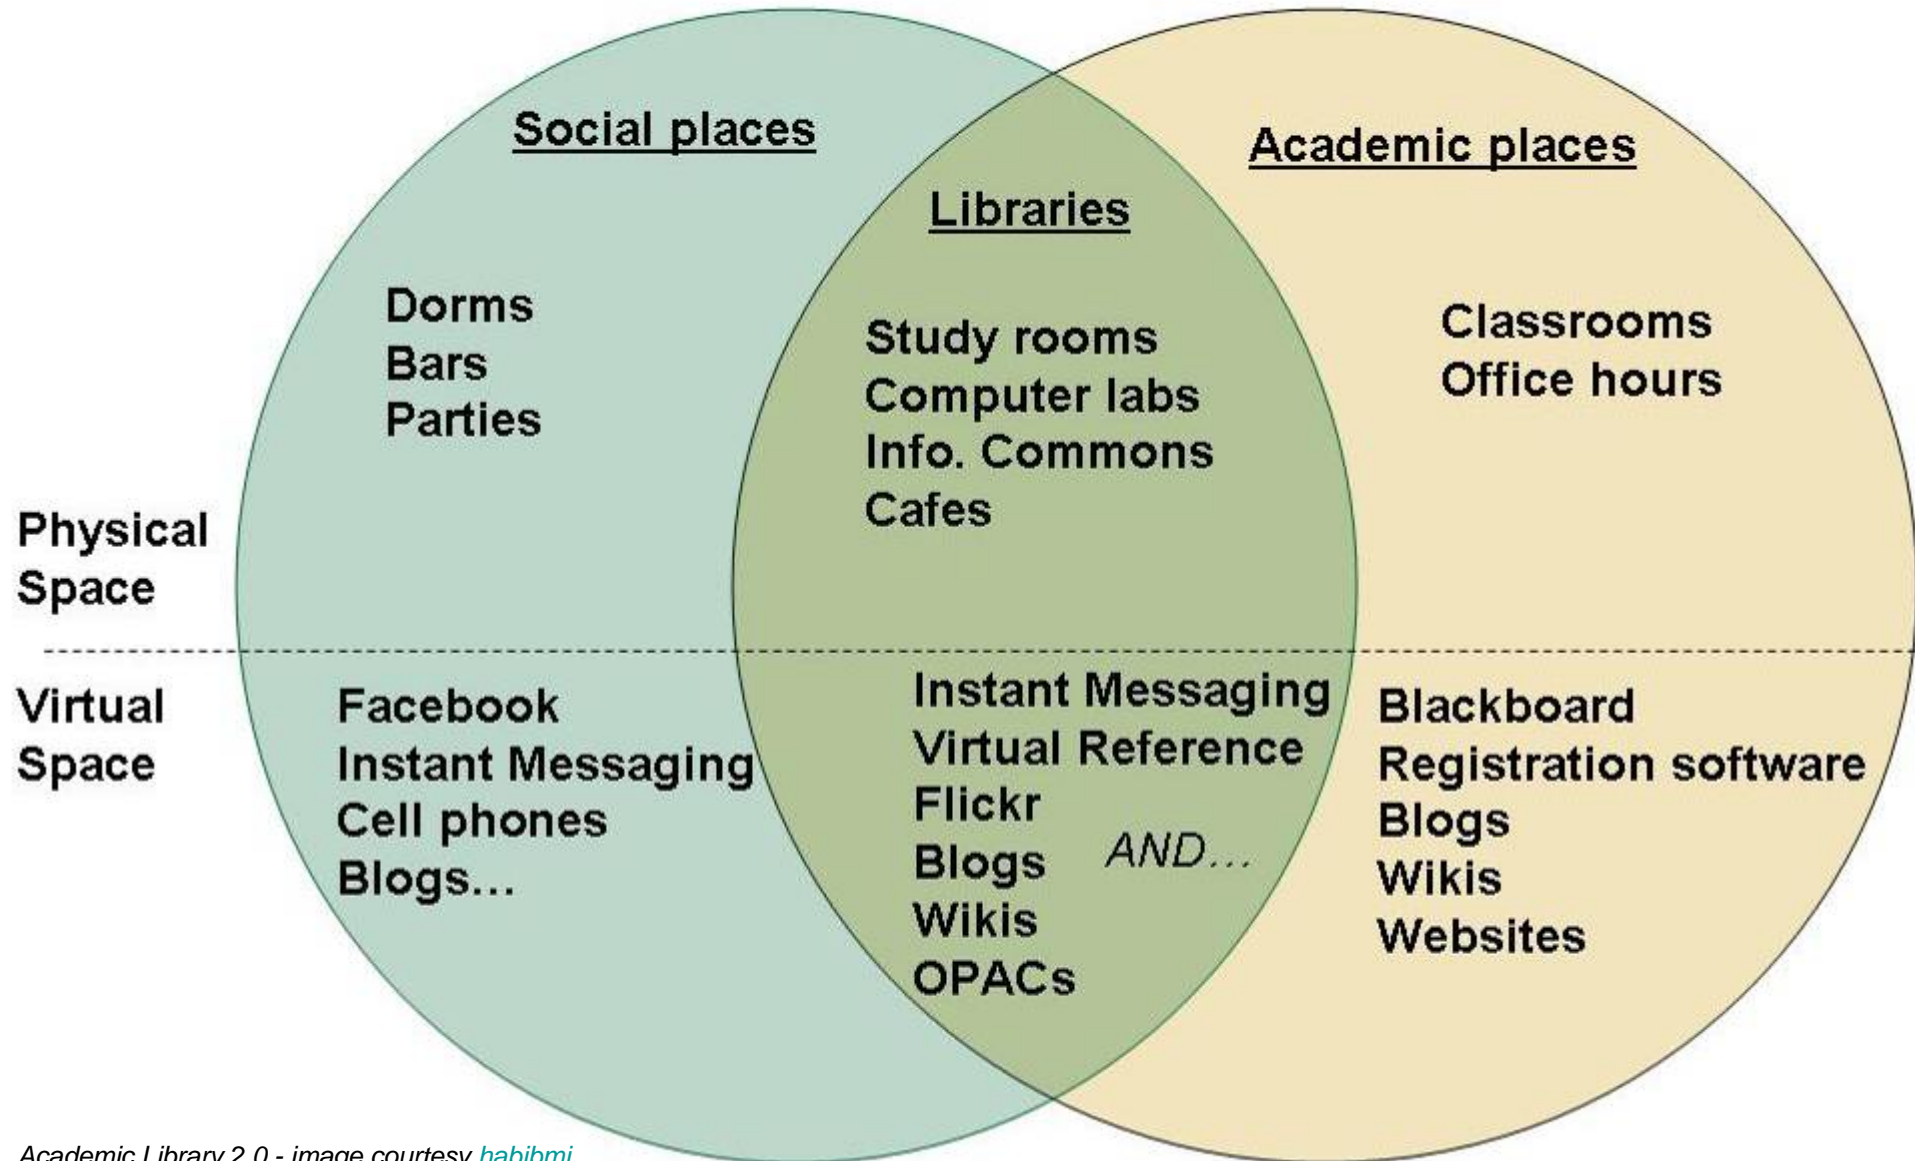 Social places
Academic places
Libraries
Dorms
Bars
Parties
Study rooms
Computer labs
Info. Commons
Cafes
Classrooms
Office hours
Physical
Space
Virtual
Space
Facebook
Instant Messaging
Cell phones
Blogs...
Instant Messaging
Virtual Reference
Flickr
Blogs
AND...
Wikis
OPACs
Blackboard
Registration software
Blogs
Wikis
Websites
Academic Library 2.0 - image courtesy habibmi